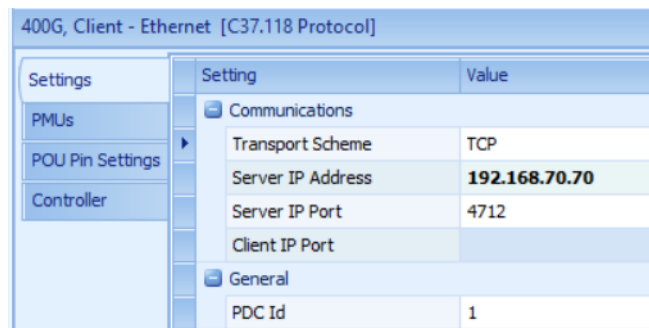 400G, Client - Ethernet [C37.118 Protocol]
Settings
PMUs
POU Pin Settings
Controller
Setting Value
Communications
Transport Scheme TCP
Server IP Address 192.168.70.70
Server IP Port 4712
Client IP Port
General
PDC Id 1